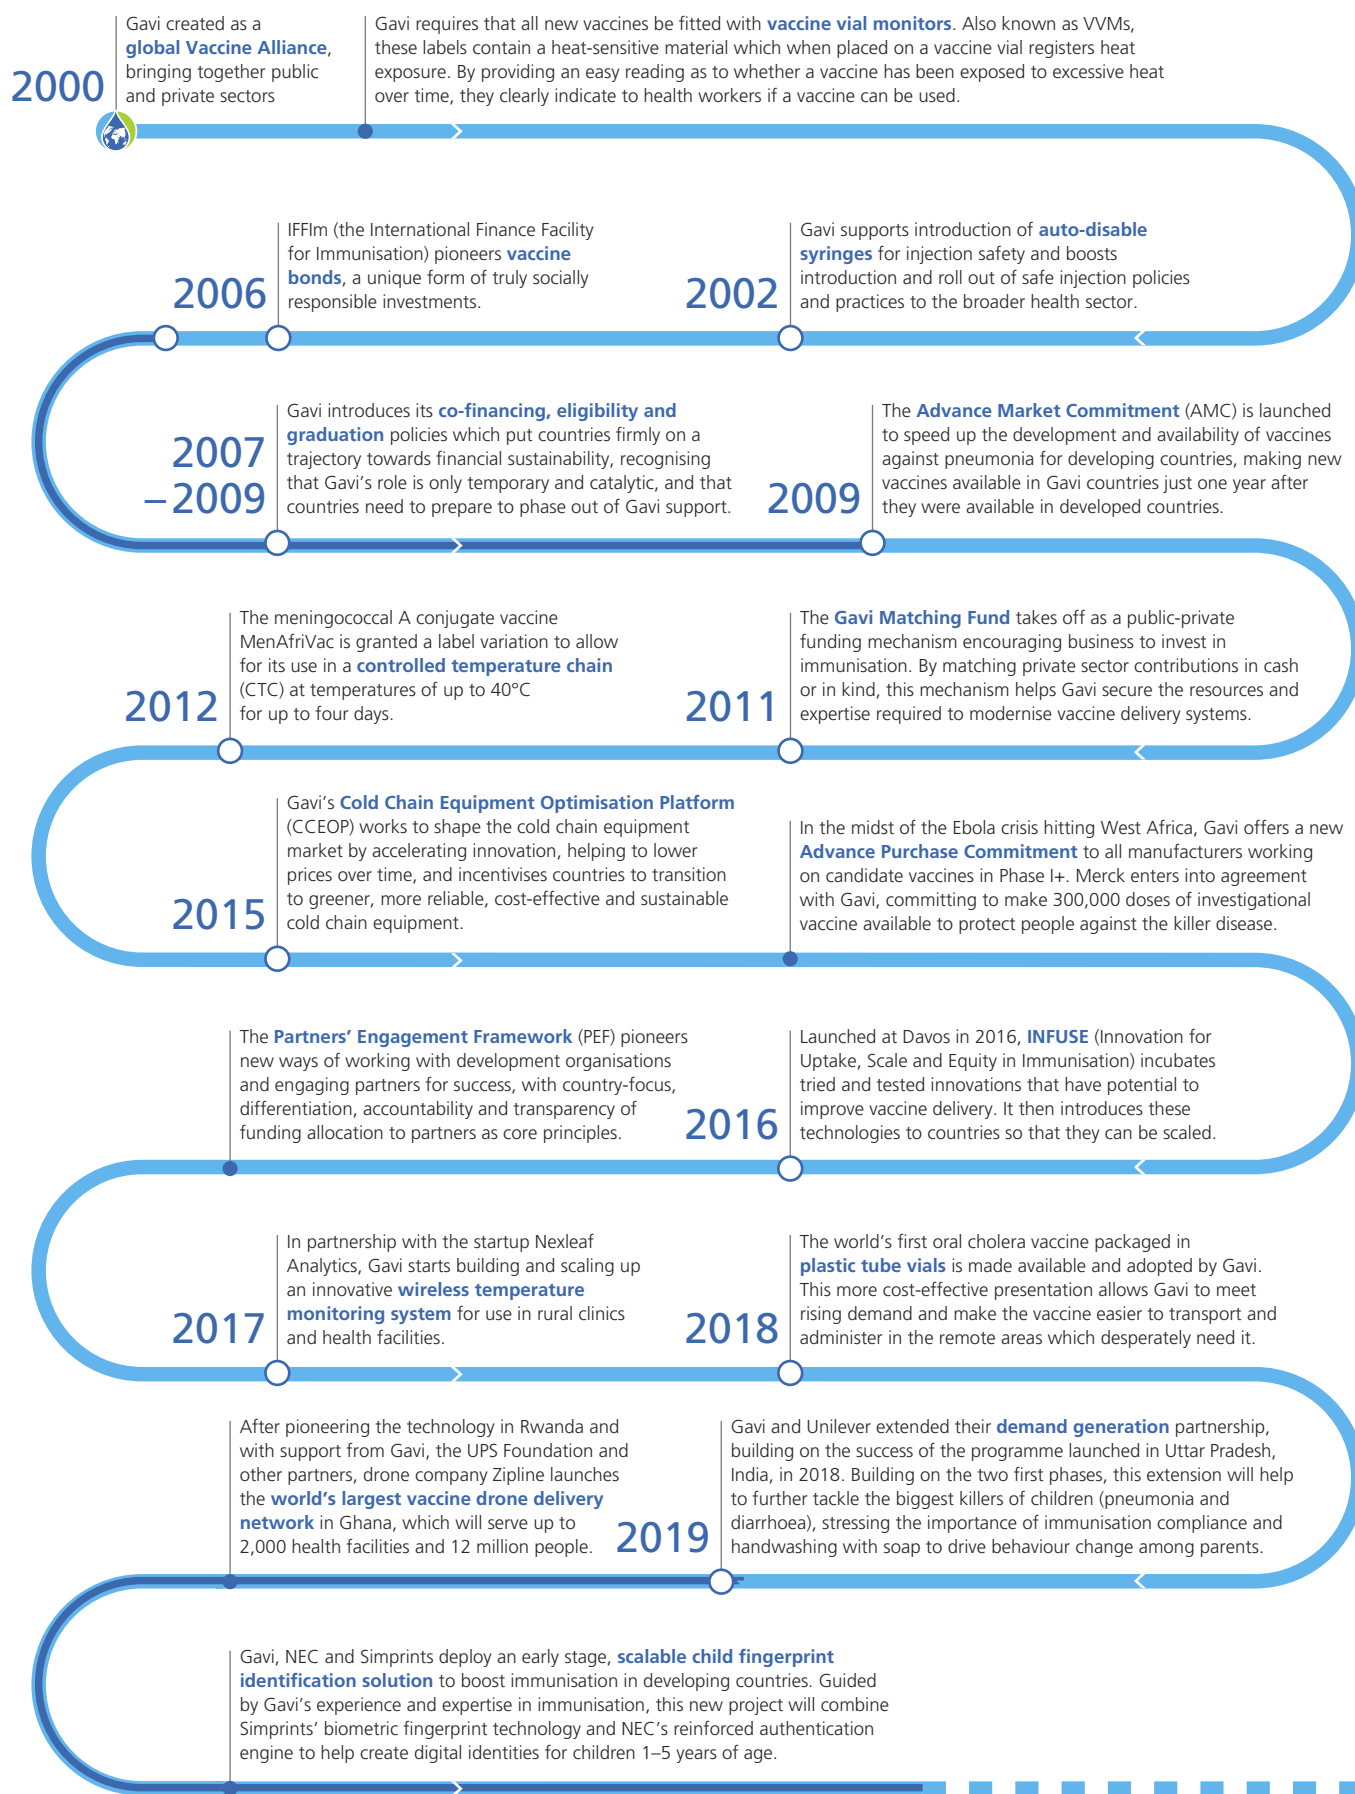 2000
Gavi created as a
global Vaccine Alliance,
bringing together public
and private sectors
Gavi requires that all new vaccines be fitted with vaccine vial monitors. Also known as VVMs,
these labels contain a heat-sensitive material which when placed on a vaccine vial registers heat
exposure. By providing an easy reading as to whether a vaccine has been exposed to excessive heat
over time, they clearly indicate to health workers if a vaccine can be used.
2002
Gavi supports introduction of auto-disable
syringes for injection safety and boosts
introduction and roll out of safe injection policies
and practices to the broader health sector.
2006
IFFIm (the International Finance Facility
for Immunisation) pioneers vaccine
bonds, a unique form of truly socially
responsible investments.
2007
– 2009
Gavi introduces its co-financing, eligibility and
graduation policies which put countries firmly on a
trajectory towards financial sustainability, recognising
that Gavi's role is only temporary and catalytic, and that
countries need to prepare to phase out of Gavi support.
2009
The Advance Market Commitment (AMC) is launched
to speed up the development and availability of vaccines
against pneumonia for developing countries, making new
vaccines available in Gavi countries just one year after
they were available in developed countries.
2011
The Gavi Matching Fund takes off as a public-private
funding mechanism encouraging business to invest in
immunisation. By matching private sector contributions in cash
or in kind, this mechanism helps Gavi secure the resources and
expertise required to modernise vaccine delivery systems.
2012
The meningococcal A conjugate vaccine
MenAfriVac is granted a label variation to allow
for its use in a controlled temperature chain
(CTC) at temperatures of up to 40°C
for up to four days.
2015
Gavi's Cold Chain Equipment Optimisation Platform
(CCEOP) works to shape the cold chain equipment
market by accelerating innovation, helping to lower
prices over time, and incentivises countries to transition
to greener, more reliable, cost-effective and sustainable
cold chain equipment.
In the midst of the Ebola crisis hitting West Africa, Gavi offers a new
Advance Purchase Commitment to all manufacturers working
on candidate vaccines in Phase I+. Merck enters into agreement
with Gavi, committing to make 300,000 doses of investigational
vaccine available to protect people against the killer disease.
2016
Launched at Davos in 2016, INFUSE (Innovation for
Uptake, Scale and Equity in Immunisation) incubates
tried and tested innovations that have potential to
improve vaccine delivery. It then introduces these
technologies to countries so that they can be scaled.
The Partners' Engagement Framework (PEF) pioneers
new ways of working with development organisations
and engaging partners for success, with country-focus,
differentiation, accountability and transparency of
funding allocation to partners as core principles.
2017
In partnership with the startup Nexleaf
Analytics, Gavi starts building and scaling up
an innovative wireless temperature
monitoring system for use in rural clinics
and health facilities.
2018
The world's first oral cholera vaccine packaged in
plastic tube vials is made available and adopted by Gavi.
This more cost-effective presentation allows Gavi to meet
rising demand and make the vaccine easier to transport and
administer in the remote areas which desperately need it.
2019
Gavi and Unilever extended their demand generation partnership,
building on the success of the programme launched in Uttar Pradesh,
India, in 2018. Building on the two first phases, this extension will help
to further tackle the biggest killers of children (pneumonia and
diarrhoea), stressing the importance of immunisation compliance and
handwashing with soap to drive behaviour change among parents.
After pioneering the technology in Rwanda and
with support from Gavi, the UPS Foundation and
other partners, drone company Zipline launches
the world's largest vaccine drone delivery
network in Ghana, which will serve up to
2,000 health facilities and 12 million people.
Gavi, NEC and Simprints deploy an early stage, scalable child fingerprint
identification solution to boost immunisation in developing countries. Guided
by Gavi's experience and expertise in immunisation, this new project will combine
Simprints' biometric fingerprint technology and NEC's reinforced authentication
engine to help create digital identities for children 1–5 years of age.